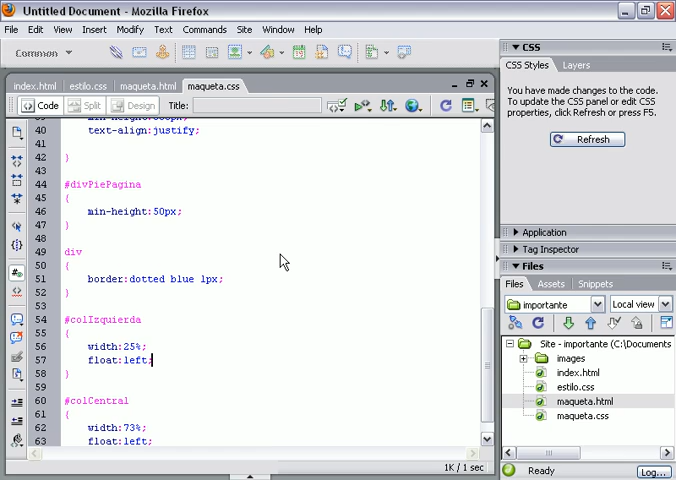 Untitled Document - Mozilla Firefox
File Edit View Insert Modify Text Commands Site Window Help
Common
CSS
CSS Styles Layers
You have made changes to the code.
To update the CSS panel or edit CSS
properties, click Refresh or press F5.
Refresh
index.html estilo.css maqueta.html maqueta.css
Code Split Design Title:
40 text-align:justify;
41
42 }
43
44 #divPiePagina
45 {
46 min-height:50px;
47 }
48
49 div
50 {
51 border:dotted blue 1px;
52 }
53
54 #colIzquierda
55 {
56 width:25%;
57 float:left;
58 }
59
60 #colCentral
61 {
62 width:73%;
63 float:left;
1K / 1 sec
Application
Tag Inspector
Files
Files Assets Snippets
importante Local view
Site - importante (C:\Documents
images
index.html
estilo.css
maqueta.html
maqueta.css
Ready Log...